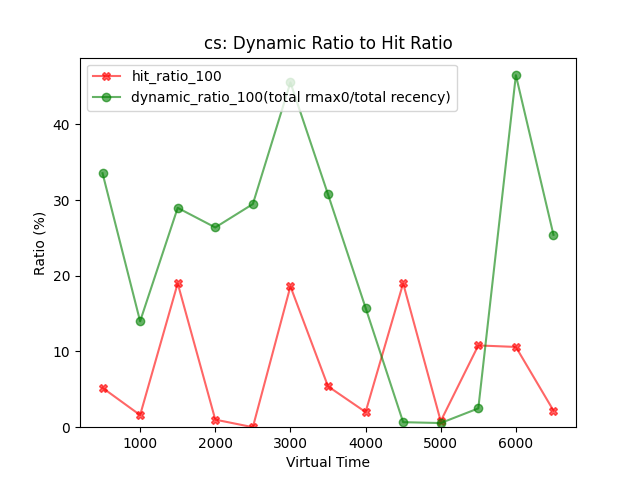 cs: Dynamic Ratio to Hit Ratio
hit_ratio_100
dynamic_ratio_100(total rmax0/total recency)
Ratio (%)
40
30
20
10
0
1000 2000 3000 4000 5000 6000
Virtual Time